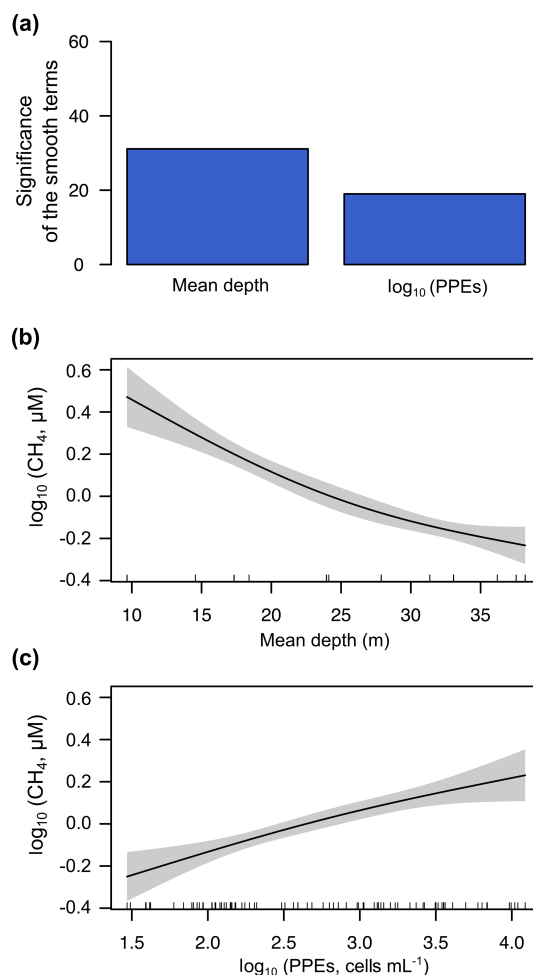 (a)
Significance
of the smooth terms
60
40
20
0
Mean depth
log₁₀ (PPEs)
(b)
log₁₀ (CH₄, µM)
0.6
0.4
0.2
0.0
-0.2
-0.4
10 15 20 25 30 35
Mean depth (m)
(c)
log₁₀ (CH₄, µM)
0.6
0.4
0.2
0.0
-0.2
-0.4
1.5 2.0 2.5 3.0 3.5 4.0
log₁₀ (PPEs, cells mL⁻¹)